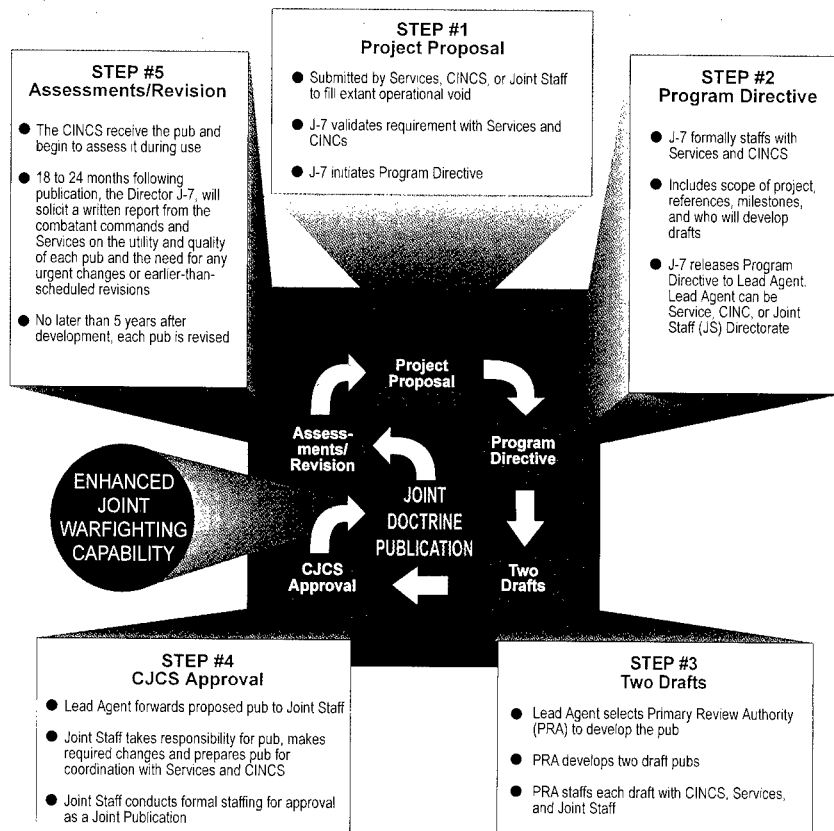 STEP #1
Project Proposal
● Submitted by Services, CINCS, or Joint Staff
to fill extant operational void
● J-7 validates requirement with Services and
CINCs
● J-7 initiates Program Directive
STEP #5
Assessments/Revision
● The CINCS receive the pub and
begin to assess it during use
● 18 to 24 months following
publication, the Director J-7, will
solicit a written report from the
combatant commands and
Services on the utility and quality
of each pub and the need for any
urgent changes or earlier-than-
scheduled revisions
● No later than 5 years after
development, each pub is revised
STEP #2
Program Directive
● J-7 formally staffs with
Services and CINCS
● Includes scope of project,
references, milestones,
and who will develop
drafts
● J-7 releases Program
Directive to Lead Agent.
Lead Agent can be
Service, CINC, or Joint
Staff (JS) Directorate
Project
Proposal
Assess-
ments/
Revision
Program
Directive
ENHANCED
JOINT
WARFIGHTING
CAPABILITY
JOINT
DOCTRINE
PUBLICATION
CJCS
Approval
Two
Drafts
STEP #4
CJCS Approval
● Lead Agent forwards proposed pub to Joint Staff
● Joint Staff takes responsibility for pub, makes
required changes and prepares pub for
coordination with Services and CINCS
● Joint Staff conducts formal staffing for approval
as a Joint Publication
STEP #3
Two Drafts
● Lead Agent selects Primary Review Authority
(PRA) to develop the pub
● PRA develops two draft pubs
● PRA staffs each draft with CINCS, Services,
and Joint Staff